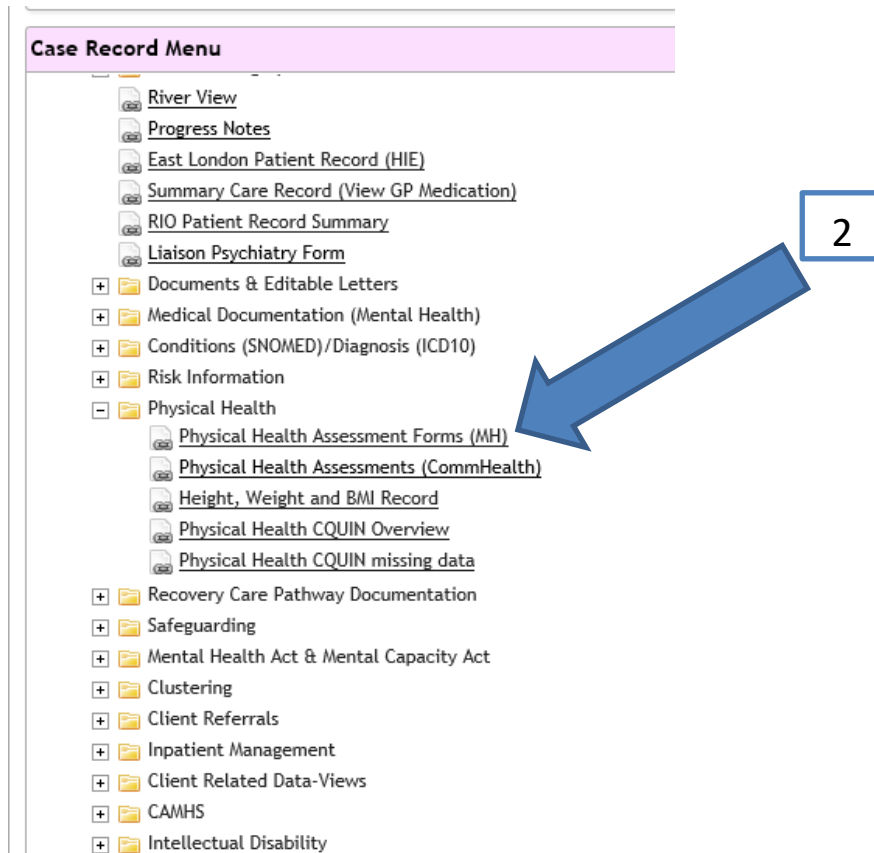 Case Record Menu
River View
Progress Notes
East London Patient Record (HIE)
Summary Care Record (View GP Medication)
2
RIO Patient Record Summary
Liaison Psychiatry Form
Documents & Editable Letters
Medical Documentation (Mental Health)
Conditions (SNOMED)/Diagnosis (ICD10)
Risk Information
Physical Health
Physical Health Assessment Forms (MH)
Physical Health Assessments (CommHealth)
Height, Weight and BMI Record
Physical Health CQUIN Overview
Physical Health CQUIN missing data
Recovery Care Pathway Documentation
Safeguarding
Mental Health Act & Mental Capacity Act
Clustering
Client Referrals
Inpatient Management
Client Related Data-Views
CAMHS
Intellectual Disability